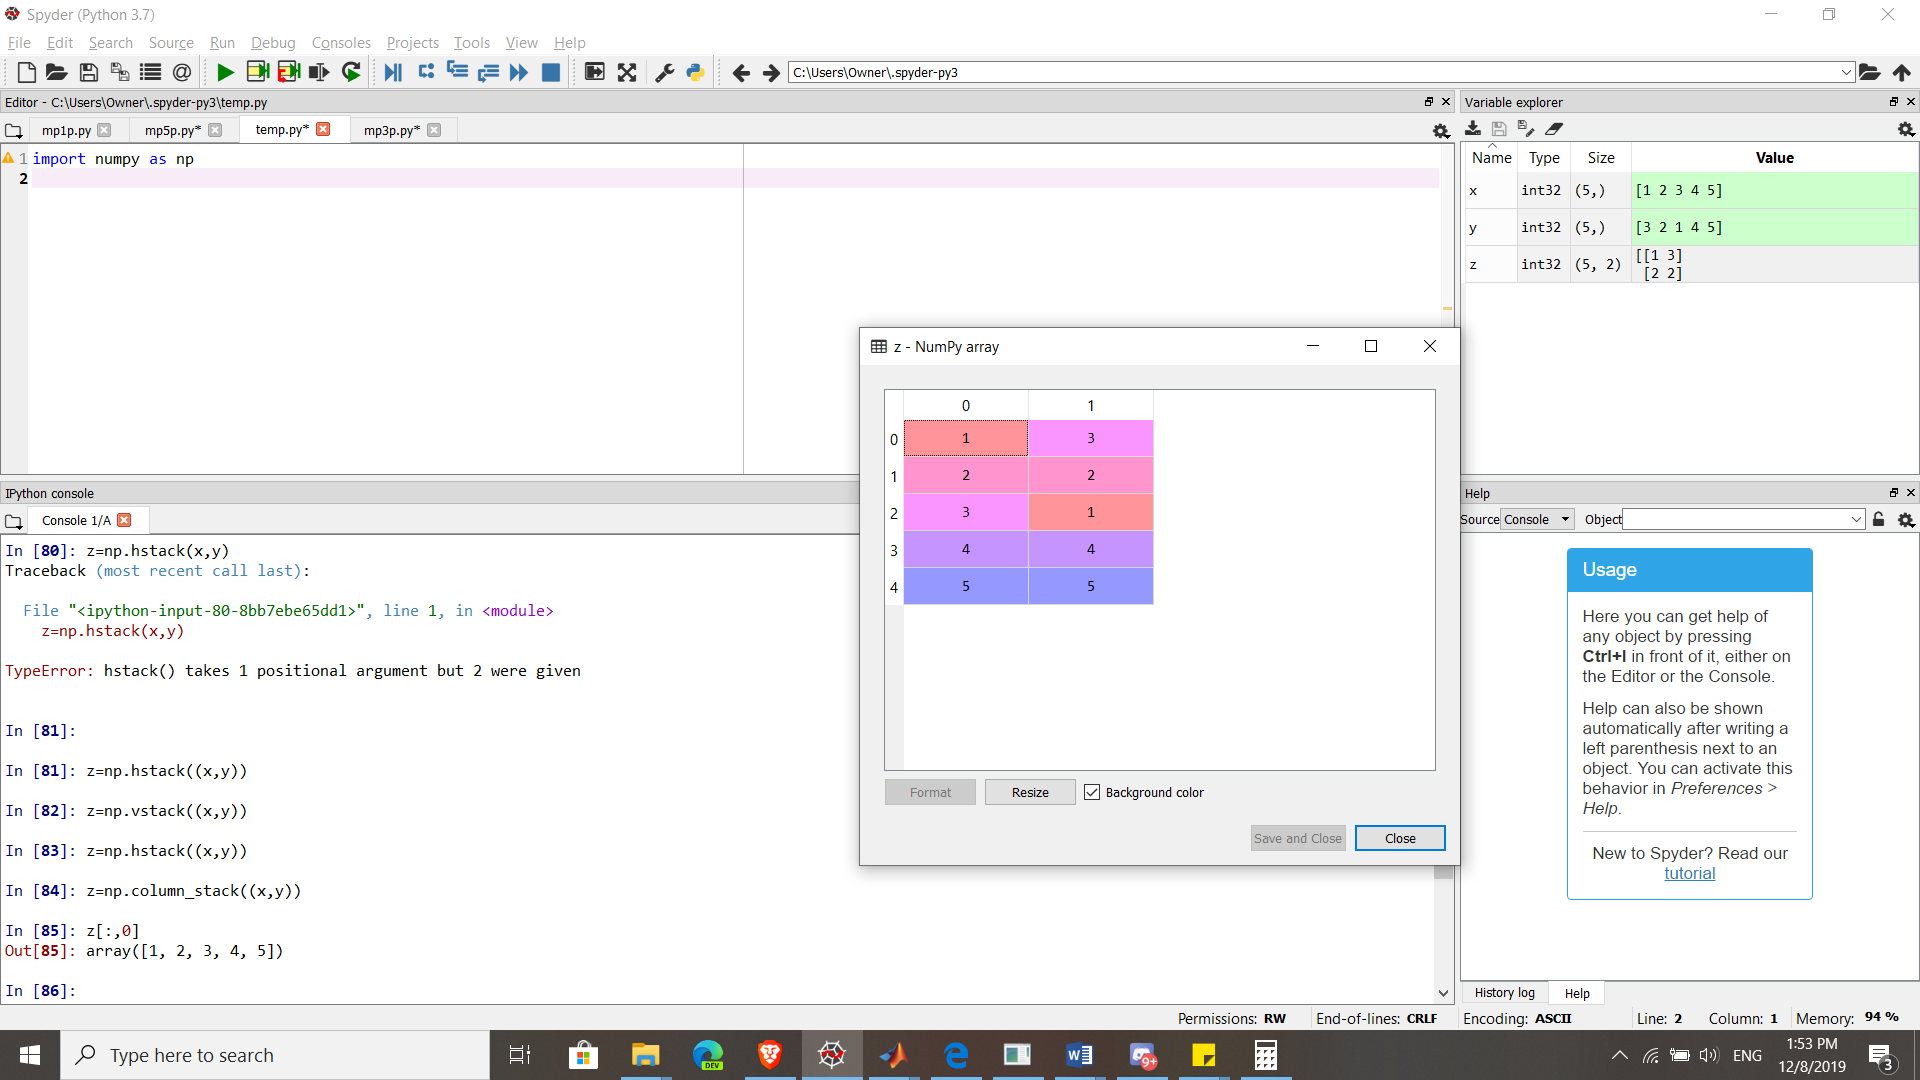 Spyder (Python 3.7)
File Edit Search Source Run Debug Consoles Projects Tools View Help
C:\Users\Owner\.spyder-py3
Editor - C:\Users\Owner\.spyder-py3\temp.py
mp1p.py mp5p.py* temp.py* mp3p.py*
1 import numpy as np
2
Variable explorer
Name Type Size Value
x int32 (5,) [1 2 3 4 5]
y int32 (5,) [3 2 1 4 5]
z int32 (5, 2) [[1 3]
[2 2]
z - NumPy array
0 1
0 1 3
1 2 2
2 3 1
3 4 4
4 5 5
Format Resize Background color
Save and Close Close
IPython console
Console 1/A
In [80]: z=np.hstack(x,y)
Traceback (most recent call last):
File "<ipython-input-80-8bb7ebe65dd1>", line 1, in <module>
z=np.hstack(x,y)
TypeError: hstack() takes 1 positional argument but 2 were given
In [81]:
In [81]: z=np.hstack((x,y))
In [82]: z=np.vstack((x,y))
In [83]: z=np.hstack((x,y))
In [84]: z=np.column_stack((x,y))
In [85]: z[:,0]
Out[85]: array([1, 2, 3, 4, 5])
In [86]:
Help
Source Console Object
Usage
Here you can get help of
any object by pressing
Ctrl+I in front of it, either on
the Editor or the Console.
Help can also be shown
automatically after writing a
left parenthesis next to an
object. You can activate this
behavior in Preferences >
Help.
New to Spyder? Read our
tutorial
History log Help
Permissions: RW End-of-lines: CRLF Encoding: ASCII Line: 2 Column: 1 Memory: 94 %
Type here to search
DEV
9+
ENG
1:53 PM
12/8/2019
3